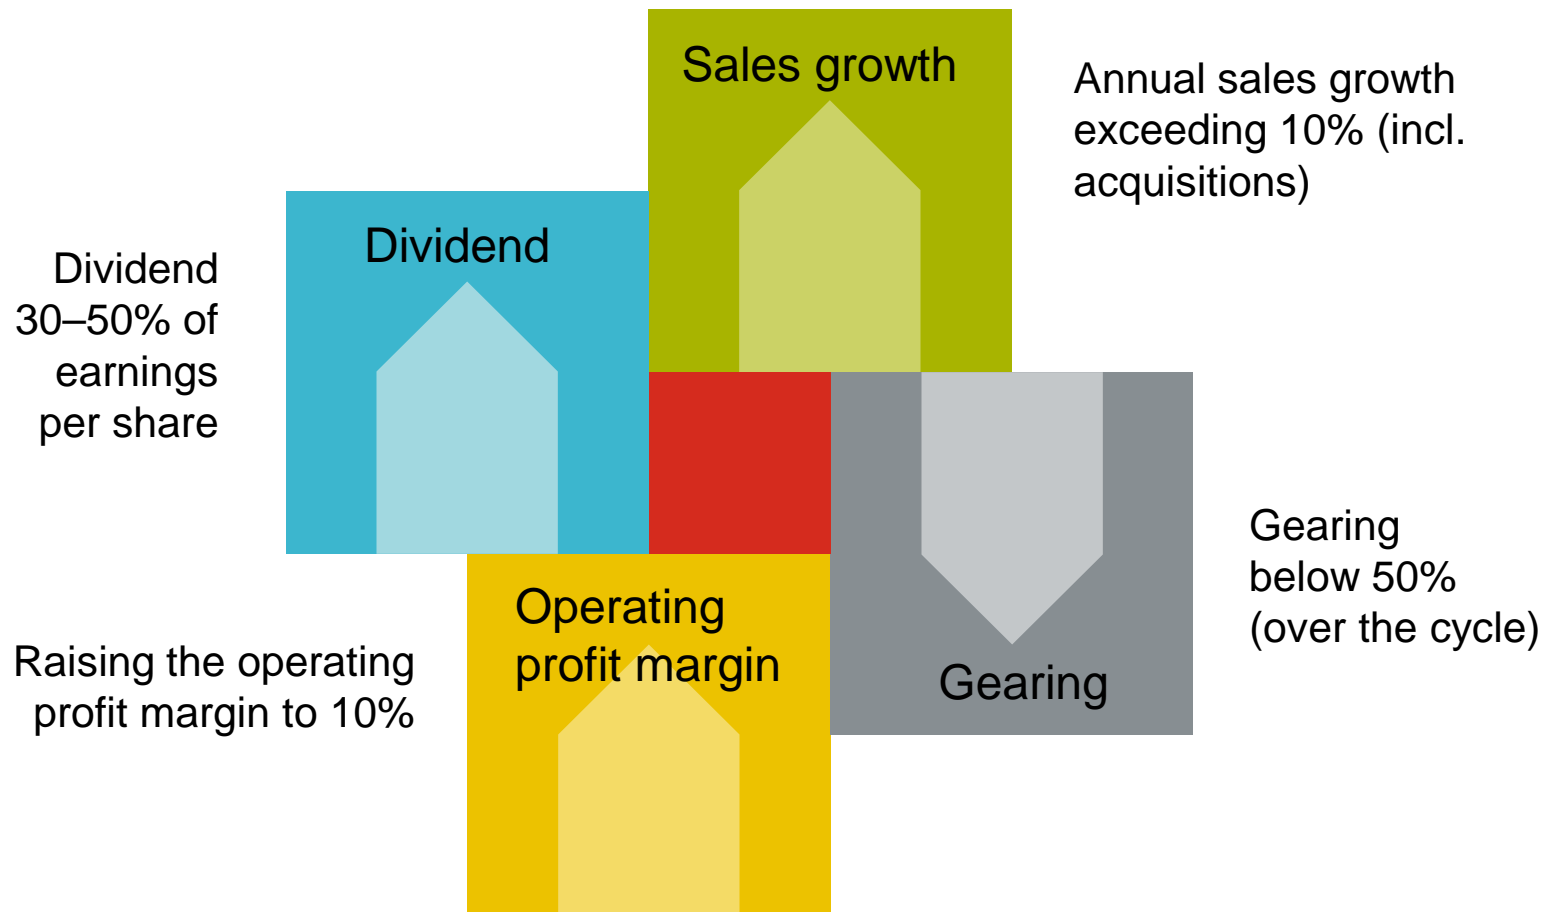 Sales growth
Annual sales growth
exceeding 10% (incl.
acquisitions)
Dividend
Dividend
30–50% of
earnings
per share
Gearing
below 50%
(over the cycle)
Gearing
Operating
profit margin
Raising the operating
profit margin to 10%